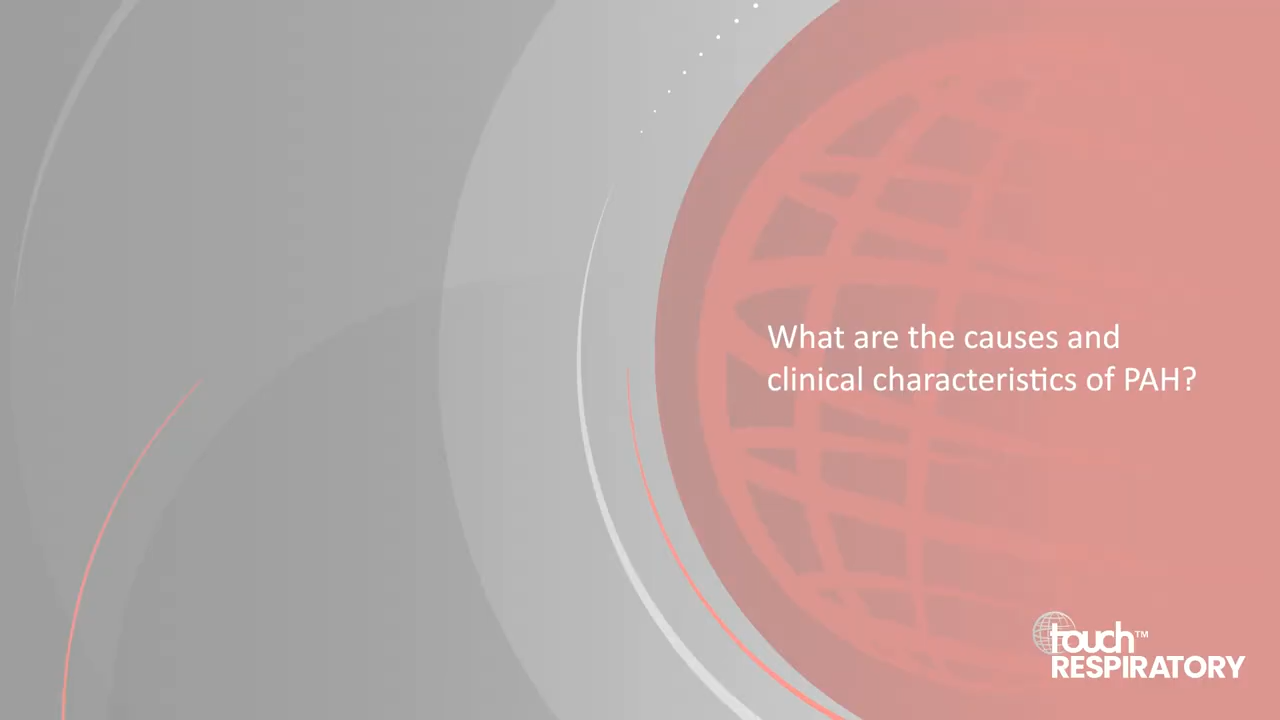 What are the causes and
clinical characteristics of PAH?
touch™
RESPIRATORY